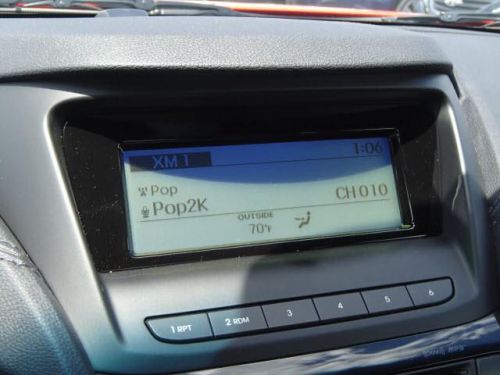 XM 1 1:06
Pop
Pop2K CH 010
OUTSIDE
70°F
1 RPT 2 RDM 3 4 5 6